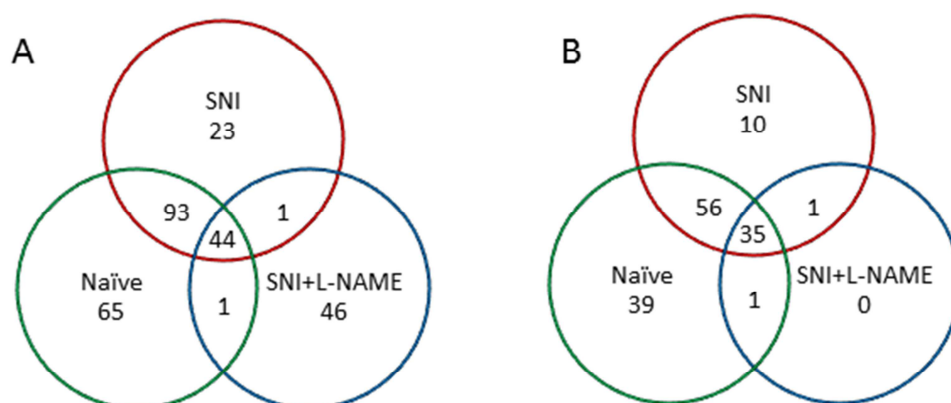 A
SNI
23
93
1
44
Naïve
65
SNI+L-NAME
46
1
B
SNI
10
56
1
35
Naïve
39
SNI+L-NAME
0
1